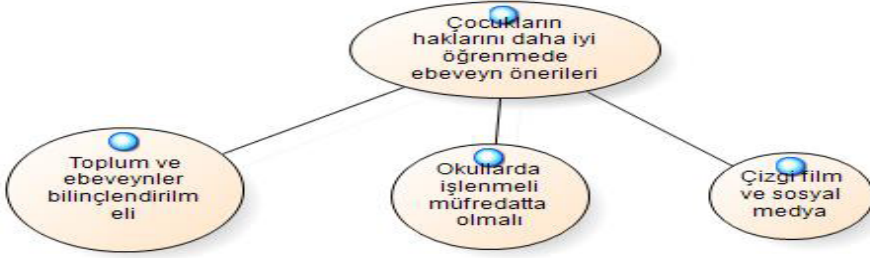 Çocukların
haklarını daha iyi
öğrenmede
ebeveyn önerileri
Toplum ve
ebeveynler
bilinçlendirilm
eli
Okullarda
işlenmeli
müfredatta
olmalı
Çizgi film
ve sosyal
medya